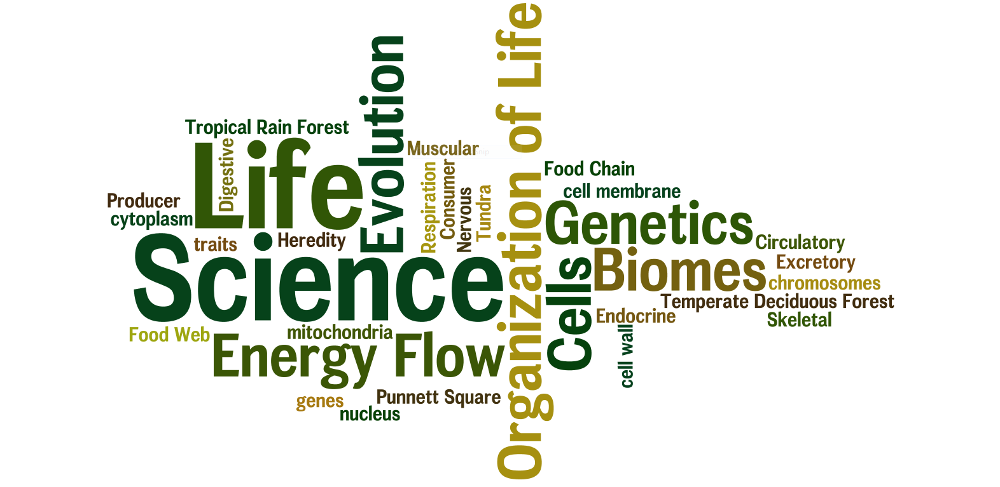 Organization of Life
Evolution
Tropical Rain Forest
Life
Digestive
Muscular
Food Chain
Respiration
Consumer
Nervous
Tundra
cell membrane
Producer
cytoplasm
Genetics
traits
Heredity
Circulatory
Science
Biomes
Excretory
chromosomes
Cells
Temperate Deciduous Forest
Endocrine
Skeletal
cell wall
Food Web
mitochondria
Energy Flow
genes
Punnett Square
nucleus